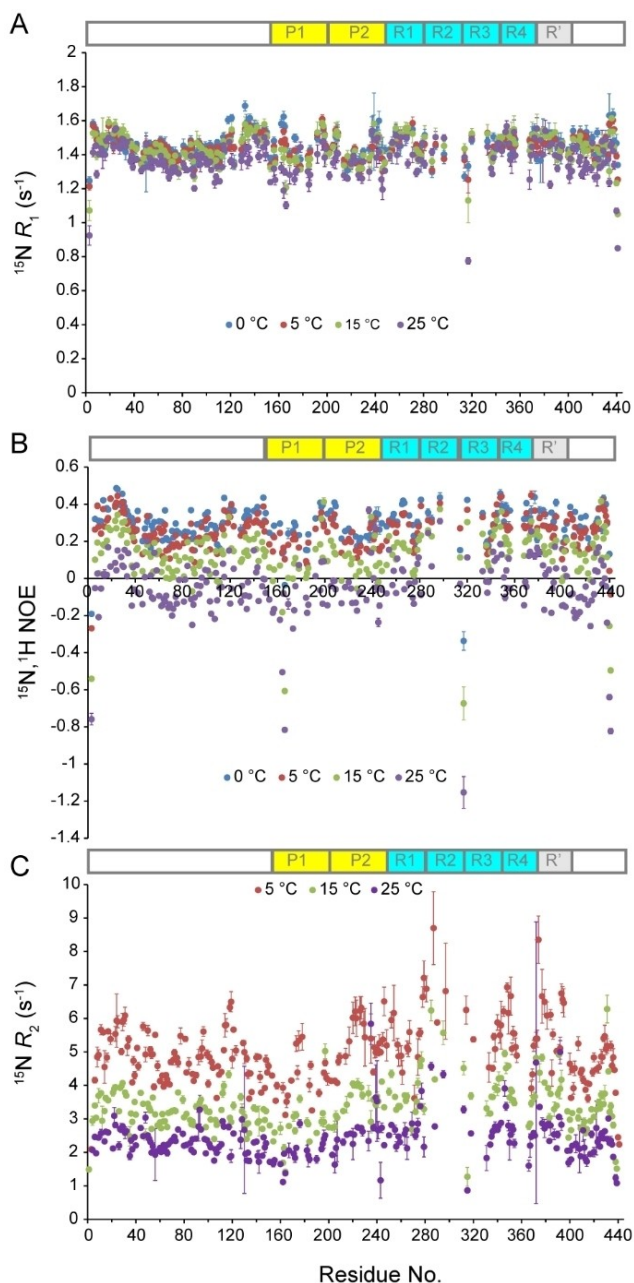 A
P1 P2 R1 R2 R3 R4 R'
2
1.8
1.6
1.4
1.2
1
0.8
0.6
0.4
0.2
0
¹⁵N R₁ (s⁻¹)
0 °C 5 °C 15 °C 25 °C
0 40 80 120 160 200 240 280 320 360 400 440
Residue No.
B
P1 P2 R1 R2 R3 R4 R'
0.6
0.4
0.2
0
-0.2
-0.4
-0.6
-0.8
-1
-1.2
-1.4
¹⁵N,¹H NOE
0 40 80 120 160 200 240 280 320 360 400 440
0 °C 5 °C 15 °C 25 °C
C
P1 P2 R1 R2 R3 R4 R'
5 °C 15 °C 25 °C
10
9
8
7
6
5
4
3
2
1
0
¹⁵N R₂ (s⁻¹)
0 40 80 120 160 200 240 280 320 360 400 440
Residue No.